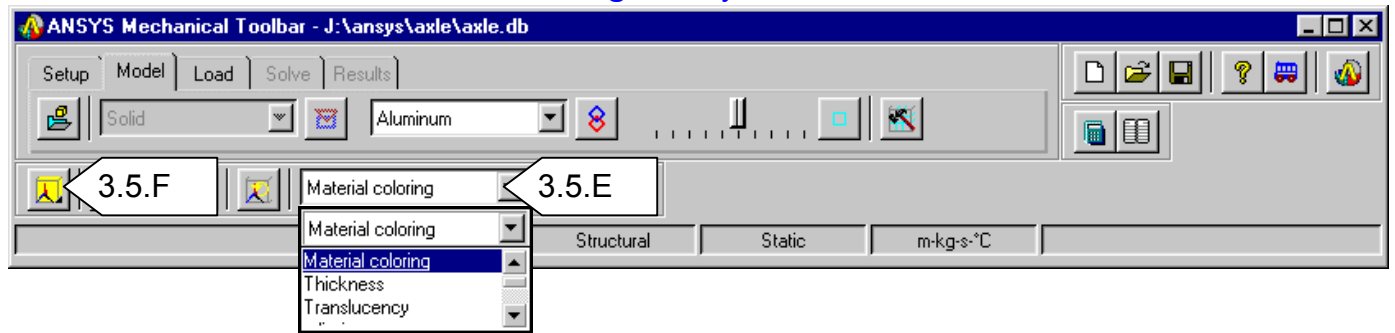 ANSYS Mechanical Toolbar - J:\ansys\axle\axle.db
Setup Model Load Solve Results
Solid Aluminum
3.5.F Material coloring 3.5.E
Material coloring
Structural Static m-kg-s-°C
Material coloring
Thickness
Translucency